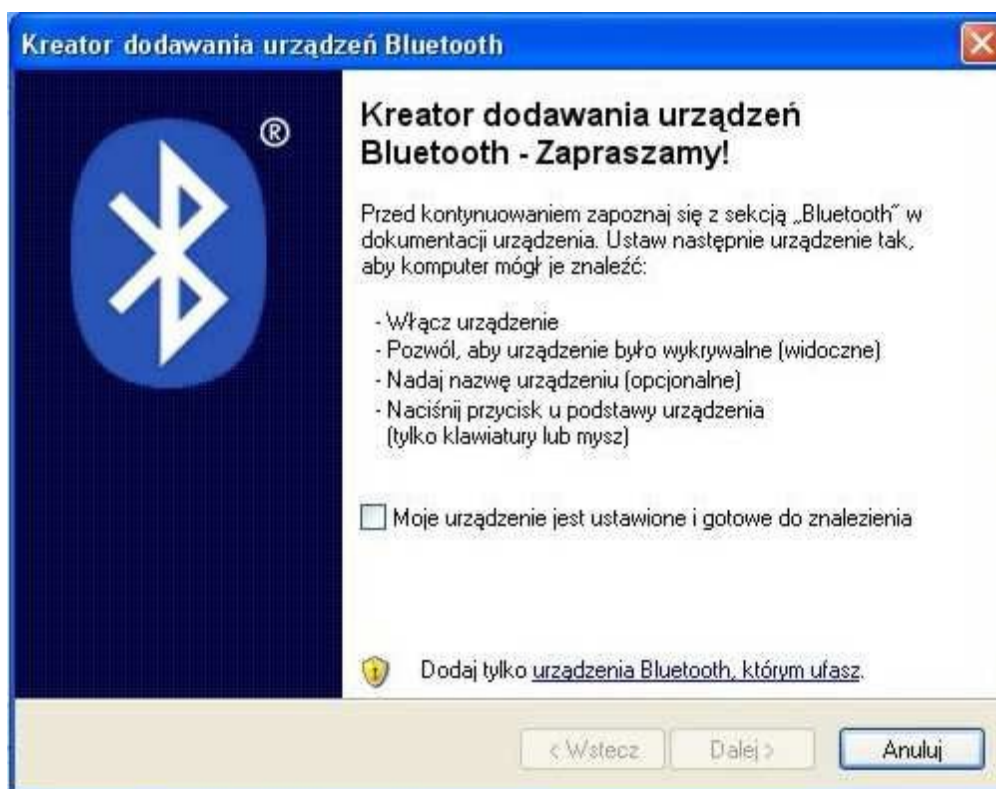 Kreator dodawania urządzeń Bluetooth
®
Kreator dodawania urządzeń
Bluetooth - Zapraszamy!
Przed kontynuowaniem zapoznaj się z sekcją „Bluetooth” w
dokumentacji urządzenia. Ustaw następnie urządzenie tak,
aby komputer mógł je znaleźć:
- Włącz urządzenie
- Pozwól, aby urządzenie było wykrywalne (widoczne)
- Nadaj nazwę urządzeniu (opcjonalne)
- Naciśnij przycisk u podstawy urządzenia
(tylko klawiatury lub mysz)
Moje urządzenie jest ustawione i gotowe do znalezienia
Dodaj tylko urządzenia Bluetooth, którym ufasz.
< Wstecz
Dalej >
Anuluj